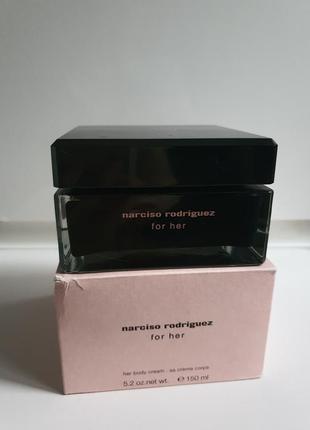 narciso rodriguez
for her
narciso rodriguez
for her
her body cream - sa crème corps
5.2 oz.net wt. ℮ 150 ml